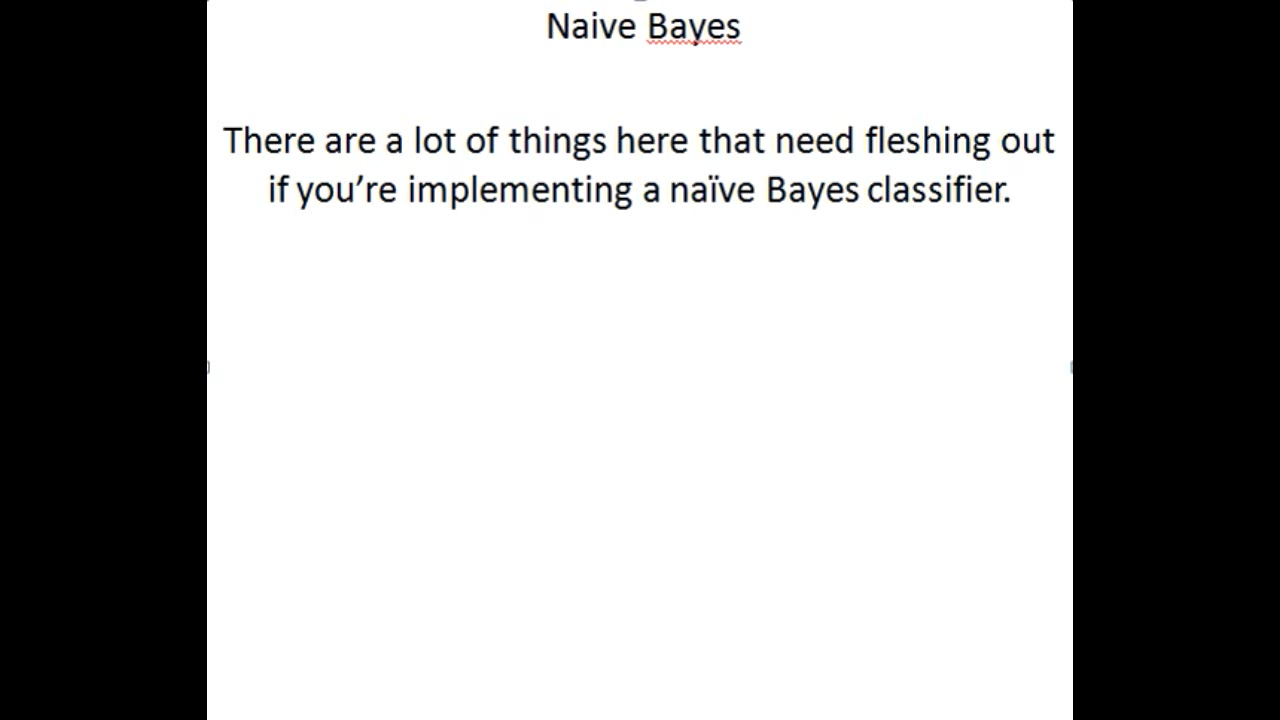 Naive Bayes
There are a lot of things here that need fleshing out
if you’re implementing a naïve Bayes classifier.